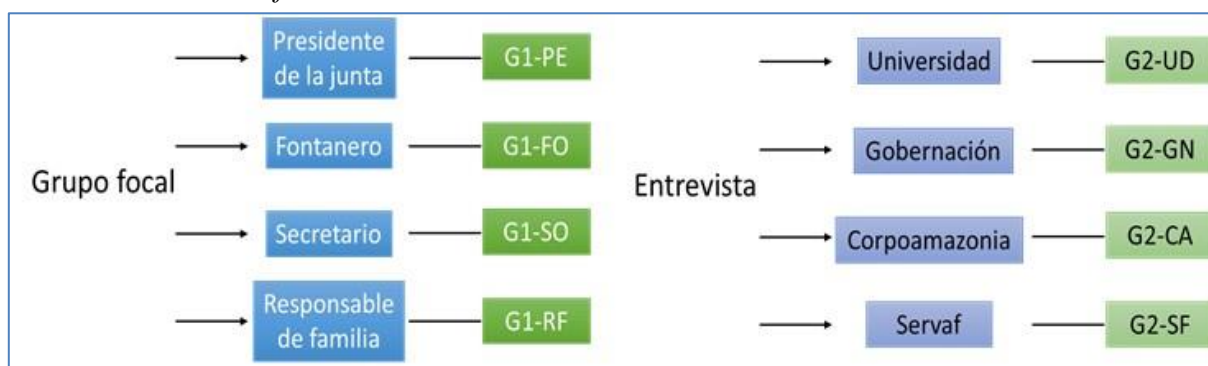 Grupo focal
Presidente
de la junta
G1-PE
Fontanero
G1-FO
Secretario
G1-SO
Responsable
de familia
G1-RF
Entrevista
Universidad
G2-UD
Gobernación
G2-GN
Corpoamazonia
G2-CA
Servaf
G2-SF